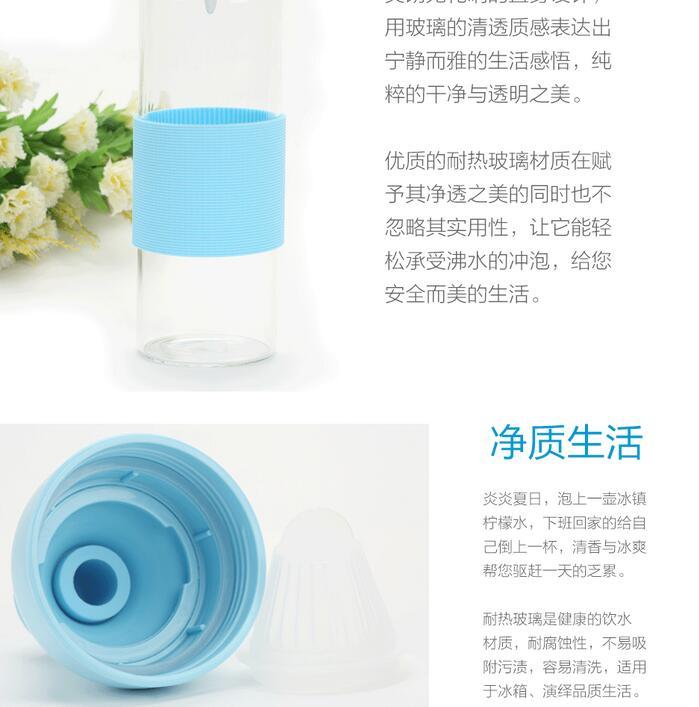 用玻璃的清透质感表达出
宁静而雅的生活感悟，纯
粹的干净与透明之美。
优质的耐热玻璃材质在赋
予其净透之美的同时也不
忽略其实用性，让它能轻
松承受沸水的冲泡，给您
安全而美的生活。
净质生活
炎炎夏日，泡上一壶冰镇
柠檬水，下班回家的给自
己倒上一杯，清香与冰爽
帮您驱赶一天的乏累。
耐热玻璃是健康的饮水
材质，耐腐蚀性，不易吸
附污渍，容易清洗，适用
于冰箱、演绎品质生活。